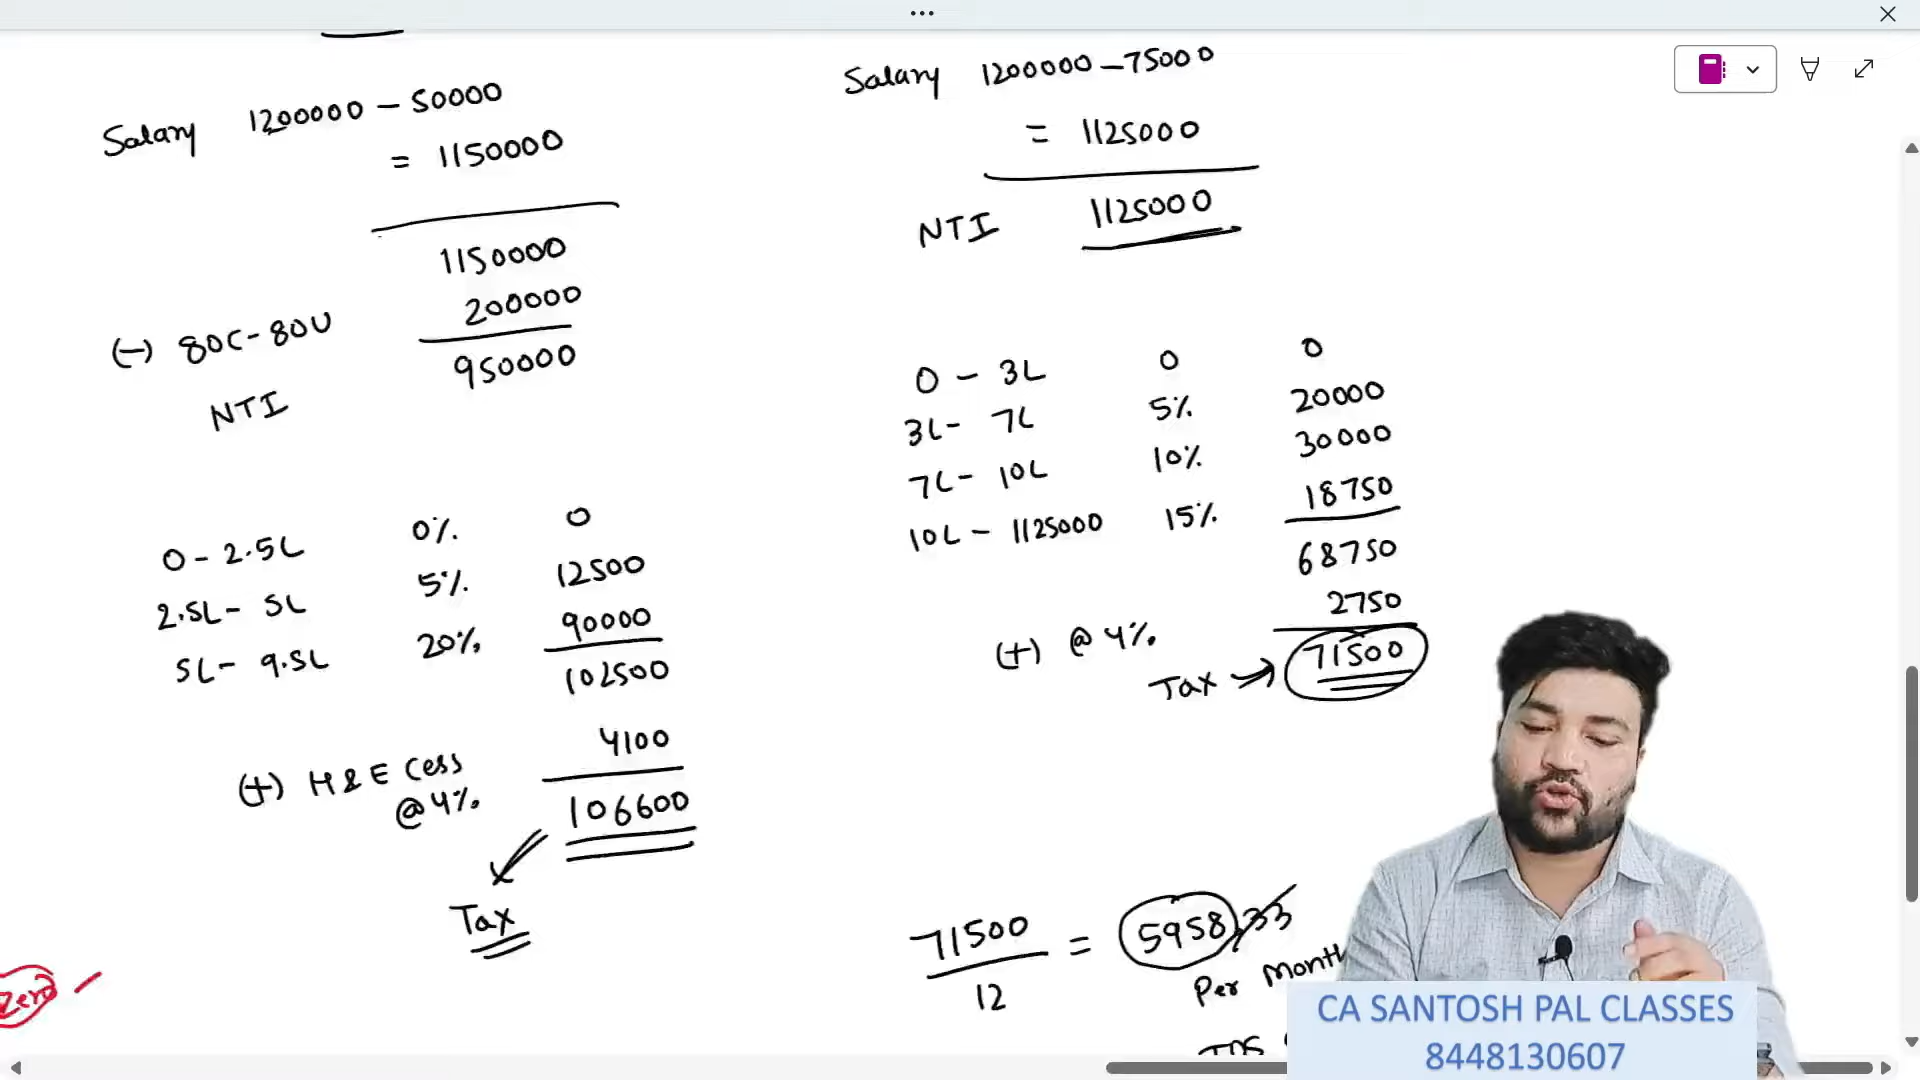 Salary 1200000 - 50000
= 1150000
1150000
(-) 80C-80U 200000
NTI 950000
0 - 2.5L 0% 0
2.5L- 5L 5% 12500
5L- 9.5L 20% 90000
102500
(+) H & E Cess @4% 4100
106600
Tax
Zero
Salary 1200000 - 75000
= 1125000
NTI 1125000
0 - 3L 0 0
3L- 7L 5% 20000
7L- 10L 10% 30000
10L - 1125000 15% 18750
68750
(+) @ 4% 2750
Tax → 71500
71500
12
= 5958.33
Per Month
TDS
CA SANTOSH PAL CLASSES
8448130607